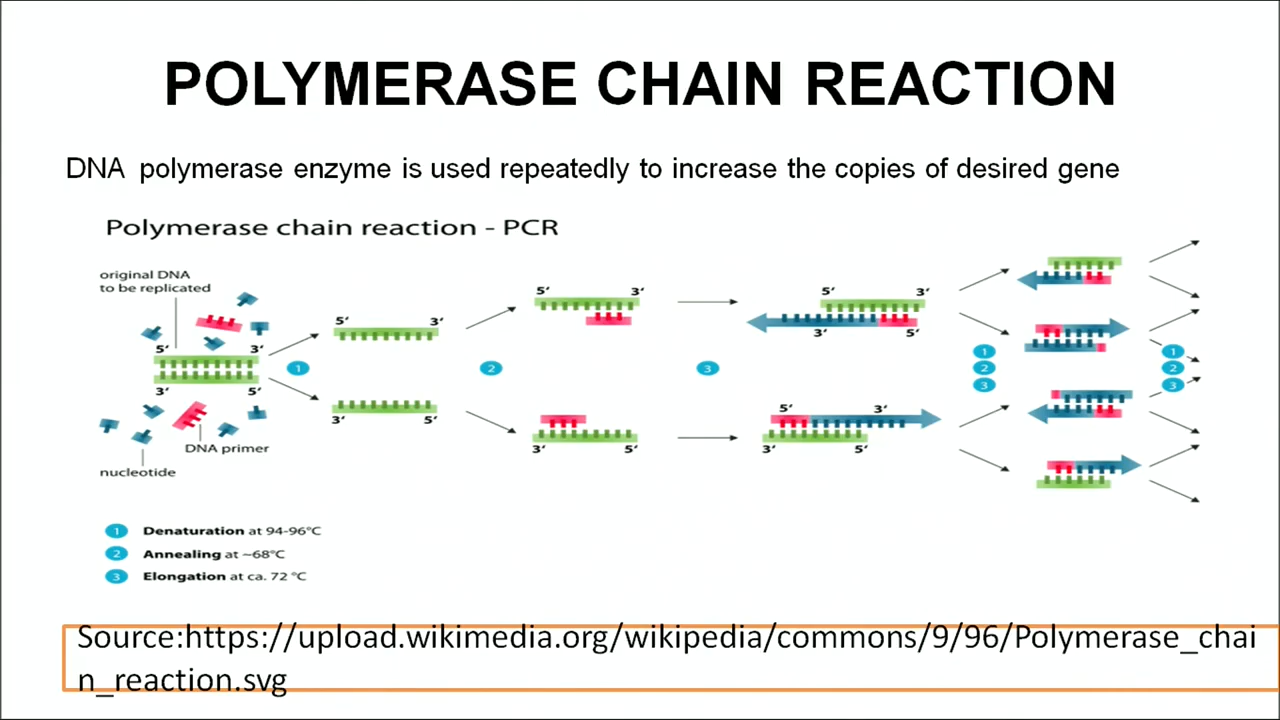 POLYMERASE CHAIN REACTION
DNA polymerase enzyme is used repeatedly to increase the copies of desired gene
Polymerase chain reaction - PCR
original DNA
to be replicated
5' 3'
3' 5'
DNA primer
nucleotide
1
5' 3'
3' 5'
2
5' 3'
3' 5'
3
5' 3'
3' 5'
5' 3'
3' 5'
1
2
3
1
2
3
1 Denaturation at 94-96°C
2 Annealing at ~68°C
3 Elongation at ca. 72 °C
Source:https://upload.wikimedia.org/wikipedia/commons/9/96/Polymerase_chai
n_reaction.svg